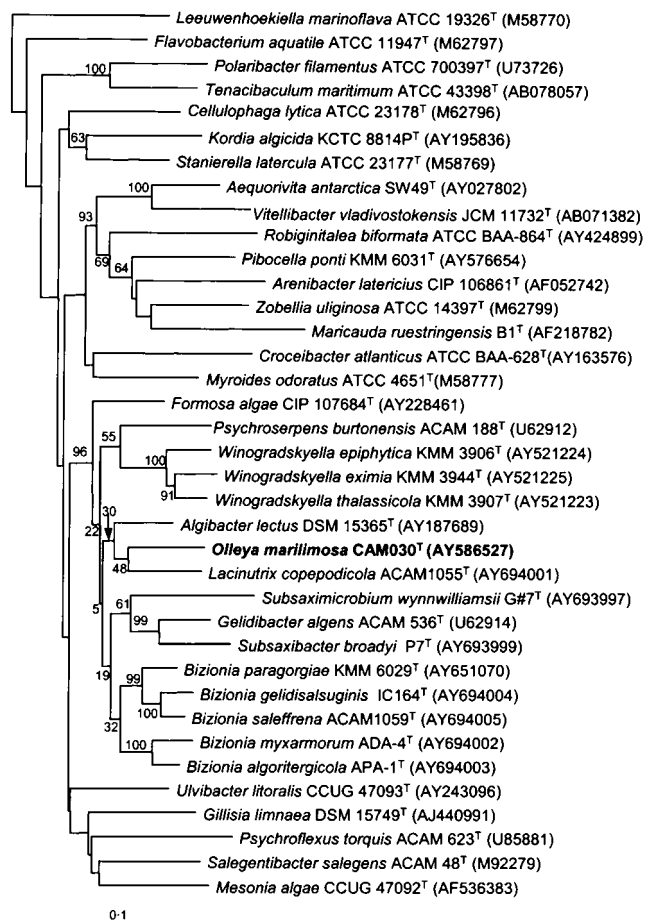 Leeuwenhoekiella marinoflava ATCC 19326ᵀ (M58770)
Flavobacterium aquatile ATCC 11947ᵀ (M62797)
100
Polaribacter filamentus ATCC 700397ᵀ (U73726)
Tenacibaculum maritimum ATCC 43398ᵀ (AB078057)
Cellulophaga lytica ATCC 23178ᵀ (M62796)
63
Kordia algicida KCTC 8814Pᵀ (AY195836)
Stanierella latercula ATCC 23177ᵀ (M58769)
100
Aequorivita antarctica SW49ᵀ (AY027802)
93
Vitellibacter vladivostokensis JCM 11732ᵀ (AB071382)
Robiginitalea biformata ATCC BAA-864ᵀ (AY424899)
69
64
Pibocella ponti KMM 6031ᵀ (AY576654)
Arenibacter latericius CIP 106861ᵀ (AF052742)
Zobellia uliginosa ATCC 14397ᵀ (M62799)
Maricauda ruestringensis B1ᵀ (AF218782)
Croceibacter atlanticus ATCC BAA-628ᵀ(AY163576)
Myroides odoratus ATCC 4651ᵀ(M58777)
Formosa algae CIP 107684ᵀ (AY228461)
96
55
Psychroserpens burtonensis ACAM 188ᵀ (U62912)
100
Winogradskyella epiphytica KMM 3906ᵀ (AY521224)
Winogradskyella eximia KMM 3944ᵀ (AY521225)
91
Winogradskyella thalassicola KMM 3907ᵀ (AY521223)
30
22
Algibacter lectus DSM 15365ᵀ (AY187689)
Olleya marilimosa CAM030ᵀ (AY586527)
48
Lacinutrix copepodicola ACAM1055ᵀ (AY694001)
5
61
Subsaximicrobium wynnwilliamsii G#7ᵀ (AY693997)
99
Gelidibacter algens ACAM 536ᵀ (U62914)
Subsaxibacter broadyi P7ᵀ (AY693999)
19
99
Bizionia paragorgiae KMM 6029ᵀ (AY651070)
Bizionia gelidisalsuginis IC164ᵀ (AY694004)
100
Bizionia saleffrena ACAM1059ᵀ (AY694005)
32
100
Bizionia myxarmorum ADA-4ᵀ (AY694002)
Bizionia algoritergicola APA-1ᵀ (AY694003)
Ulvibacter litoralis CCUG 47093ᵀ (AY243096)
Gillisia limnaea DSM 15749ᵀ (AJ440991)
Psychroflexus torquis ACAM 623ᵀ (U85881)
Salegentibacter salegens ACAM 48ᵀ (M92279)
Mesonia algae CCUG 47092ᵀ (AF536383)
0·1